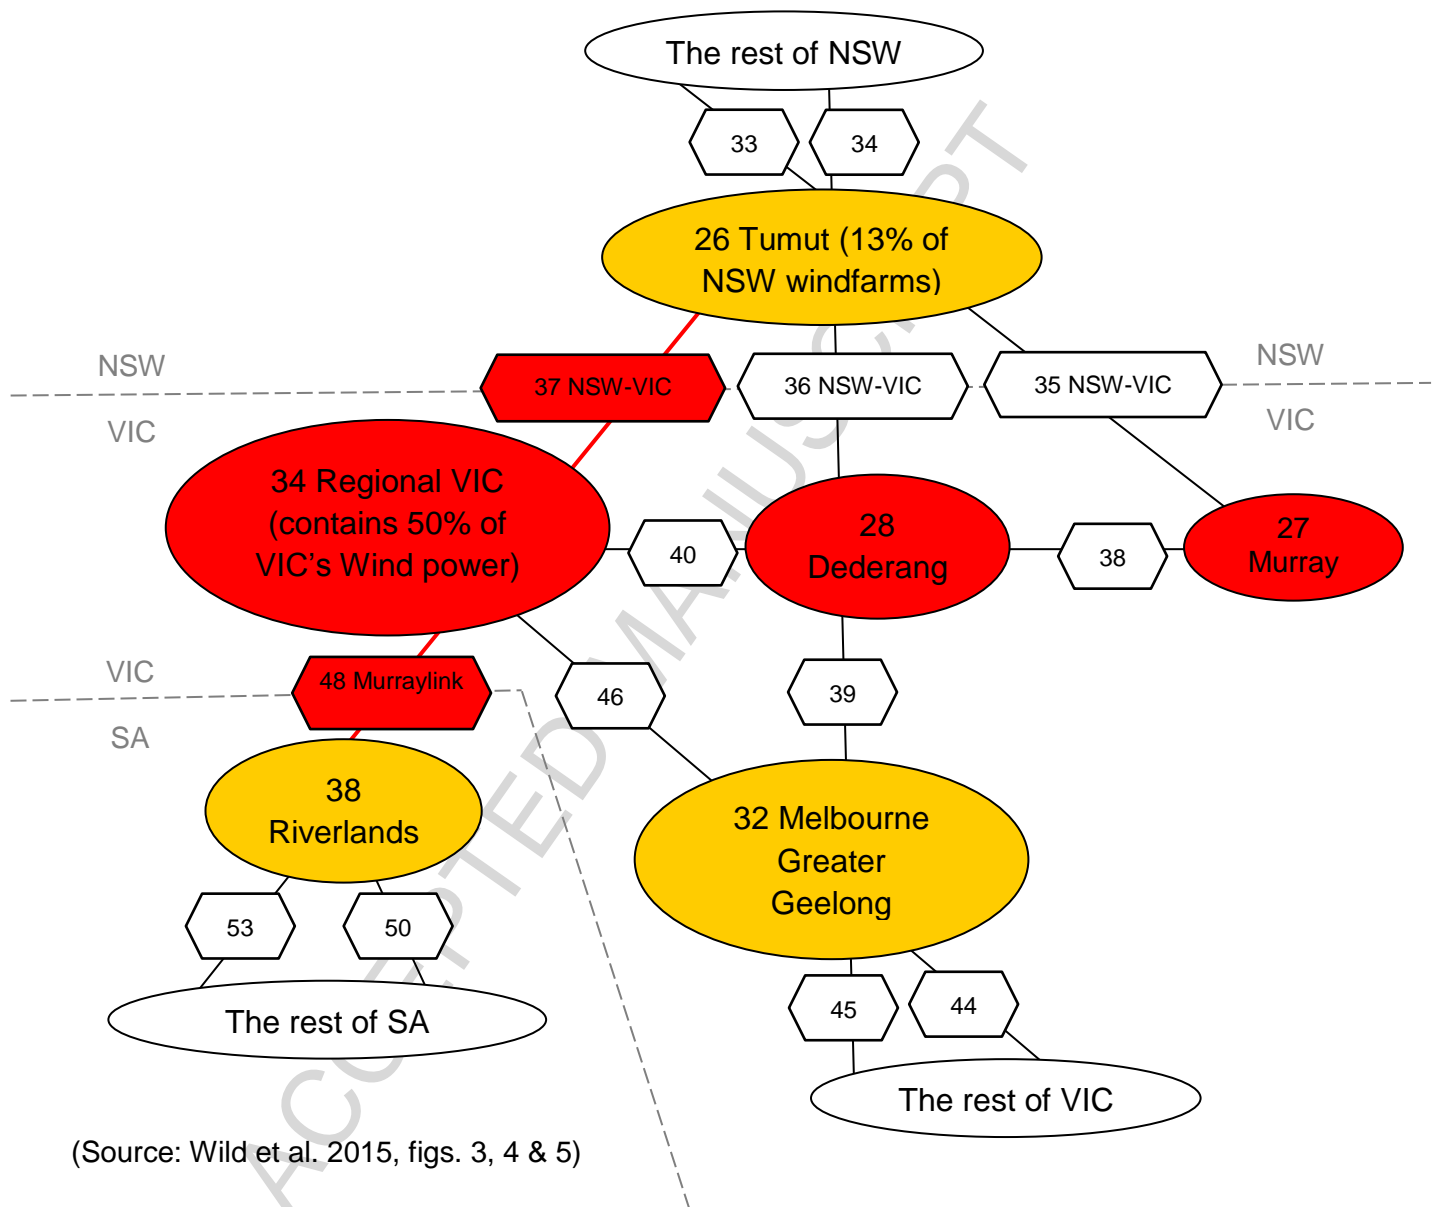 The rest of NSW
33
34
26 Tumut (13% of
NSW windfarms)
NSW
NSW
37 NSW-VIC
36 NSW-VIC
35 NSW-VIC
VIC
VIC
34 Regional VIC
(contains 50% of
VIC's Wind power)
40
28
Dederang
38
27
Murray
VIC
48 Murraylink
46
39
SA
38
Riverlands
32 Melbourne
Greater
Geelong
53
50
45
44
The rest of SA
The rest of VIC
(Source: Wild et al. 2015, figs. 3, 4 & 5)
ACCEPTED MANUSCRIPT